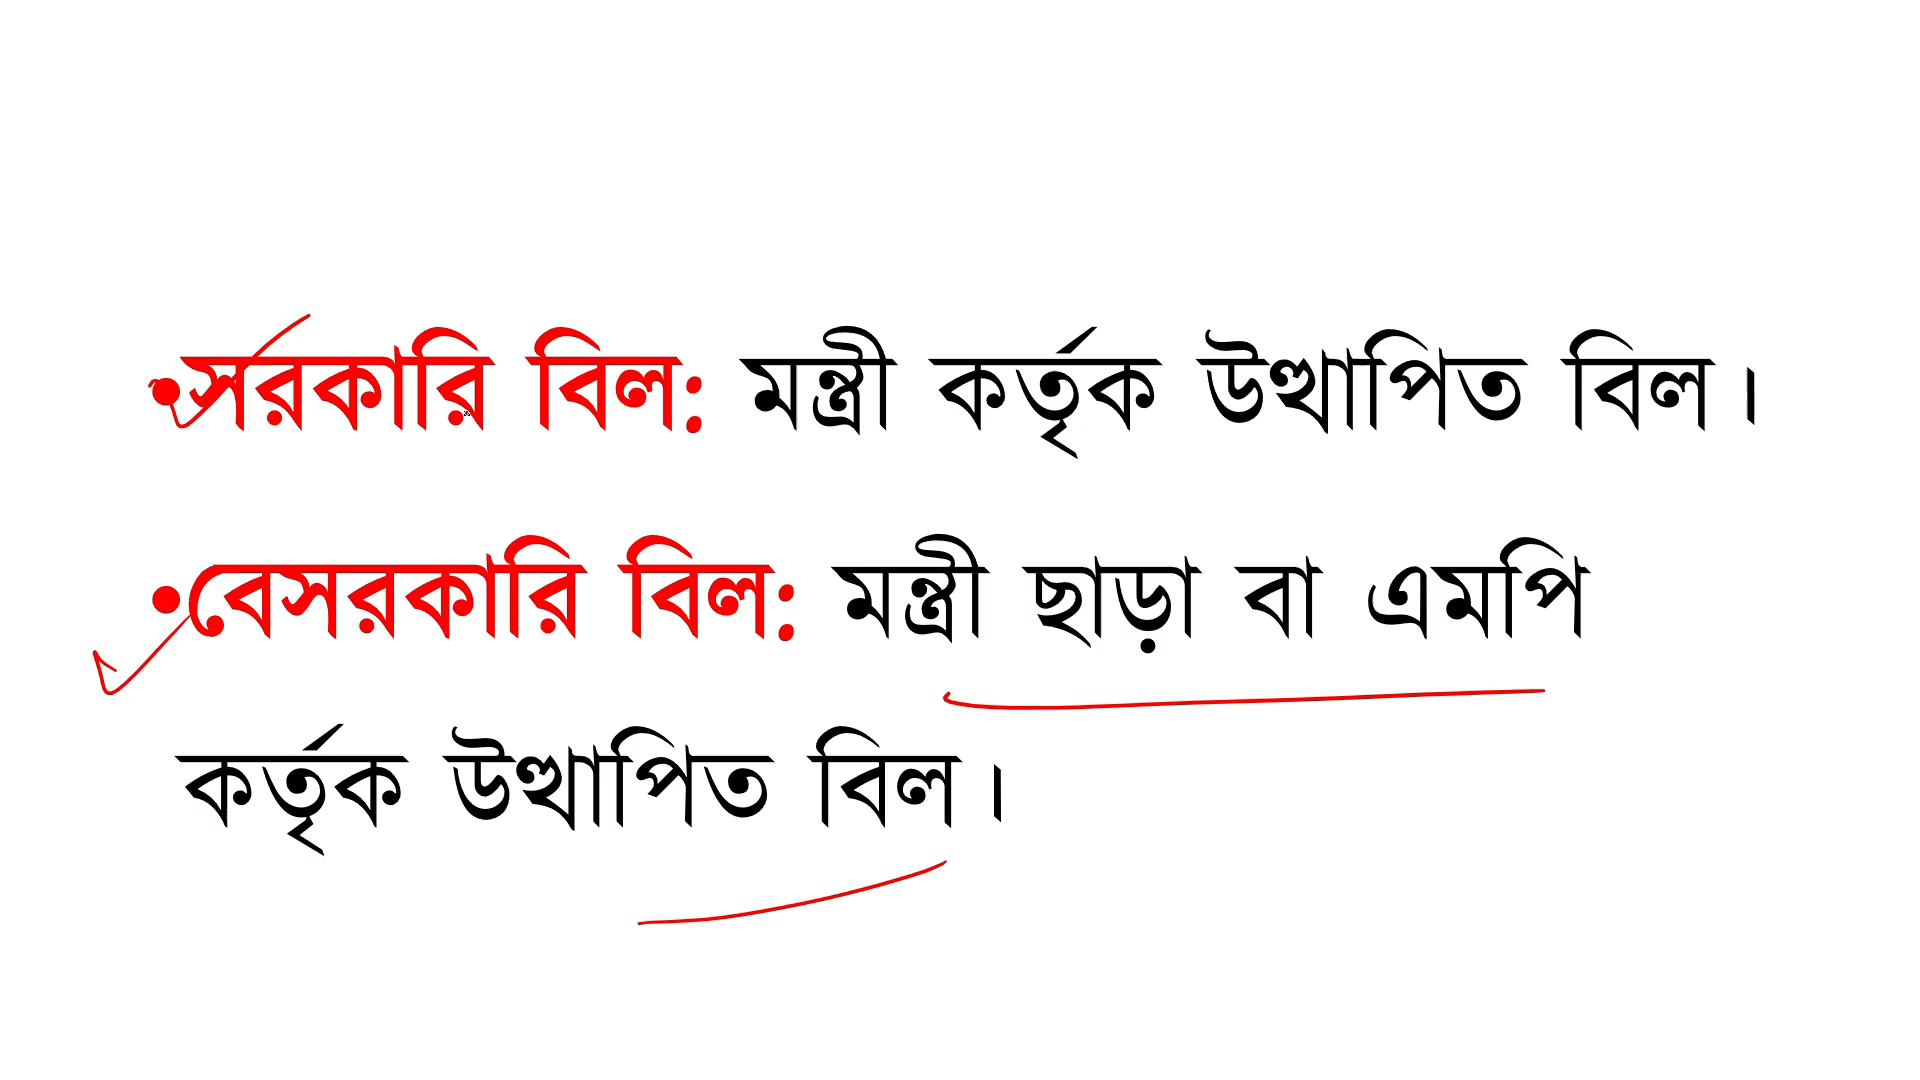 •সরকারি বিল: মন্ত্রী কর্তৃক উত্থাপিত বিল।
•বেসরকারি বিল: মন্ত্রী ছাড়া বা এমপি
কর্তৃক উত্থাপিত বিল।